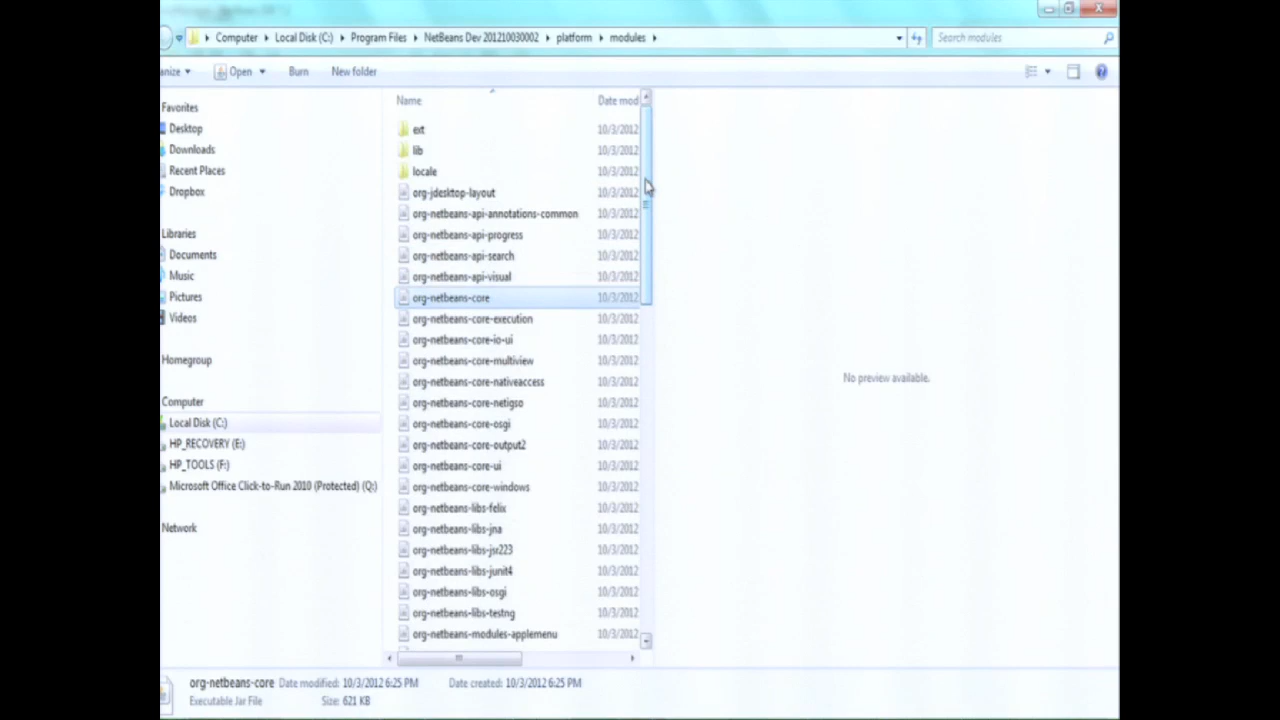 Computer Local Disk (C:) Program Files NetBeans Dev 201210030002 platform modules Search modules
anize Open Burn New folder
Favorites
Desktop
Downloads
Recent Places
Dropbox
Libraries
Documents
Music
Pictures
Videos
Homegroup
Computer
Local Disk (C:)
HP_RECOVERY (E:)
HP_TOOLS (F:)
Microsoft Office Click-to-Run 2010 (Protected) (Q:)
Network
Name Date mod
ext 10/3/2012
lib 10/3/2012
locale 10/3/2012
org-jdesktop-layout 10/3/2012
org-netbeans-api-annotations-common 10/3/2012
org-netbeans-api-progress 10/3/2012
org-netbeans-api-search 10/3/2012
org-netbeans-api-visual 10/3/2012
org-netbeans-core 10/3/2012
org-netbeans-core-execution 10/3/2012
org-netbeans-core-io-ui 10/3/2012
org-netbeans-core-multiview 10/3/2012
org-netbeans-core-nativeaccess 10/3/2012
org-netbeans-core-netigso 10/3/2012
org-netbeans-core-osgi 10/3/2012
org-netbeans-core-output2 10/3/2012
org-netbeans-core-ui 10/3/2012
org-netbeans-core-windows 10/3/2012
org-netbeans-libs-felix 10/3/2012
org-netbeans-libs-jna 10/3/2012
org-netbeans-libs-jsr223 10/3/2012
org-netbeans-libs-junit4 10/3/2012
org-netbeans-libs-osgi 10/3/2012
org-netbeans-libs-testng 10/3/2012
org-netbeans-modules-applemenu 10/3/2012
No preview available.
org-netbeans-core Date modified: 10/3/2012 6:25 PM Date created: 10/3/2012 6:25 PM
Executable Jar File Size: 621 KB